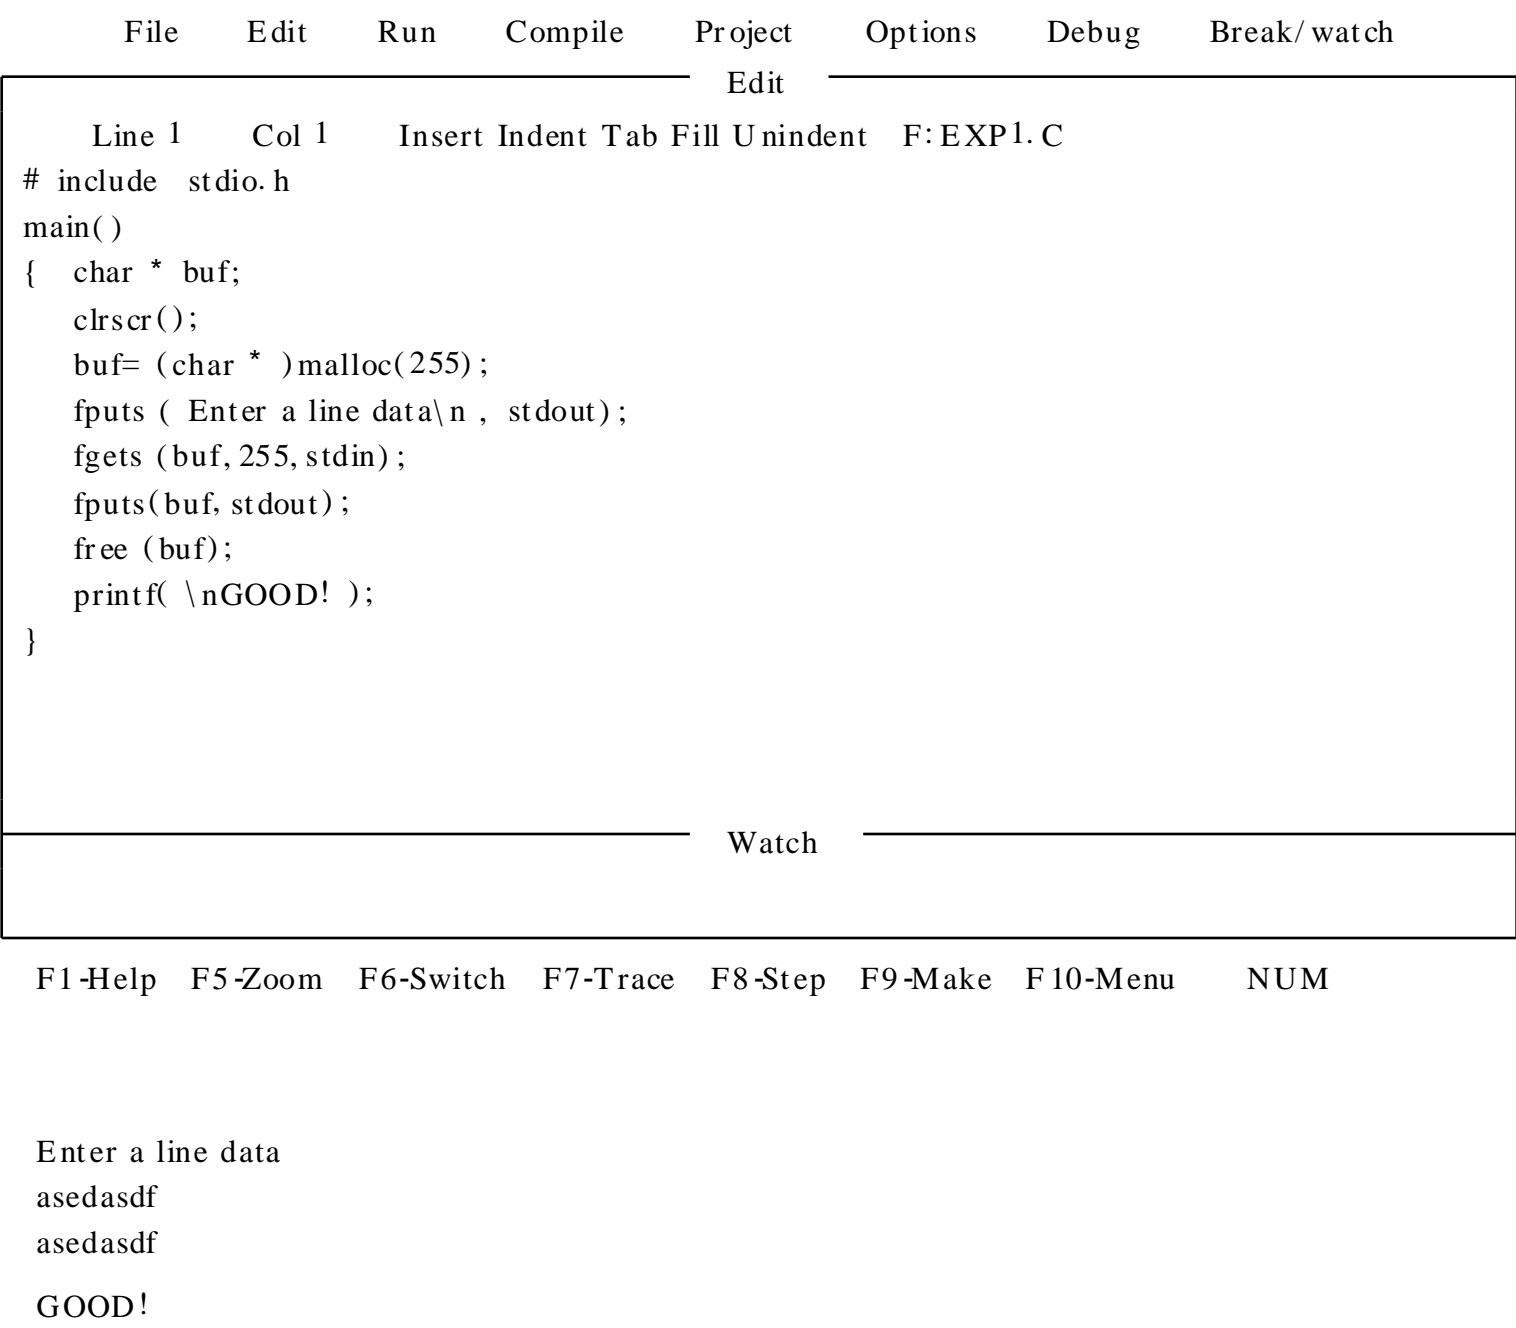 File Edit Run Compile Project Options Debug Break/watch
Edit
Line 1 Col 1 Insert Indent Tab Fill Unindent F:EXP1.C
# include stdio.h
main()
{ char * buf;
clrscr();
buf= (char * )malloc(255);
fputs ( Enter a line data\n , stdout);
fgets (buf,255,stdin);
fputs(buf,stdout);
free (buf);
printf( \nGOOD! );
}
Watch
F1-Help F5-Zoom F6-Switch F7-Trace F8-Step F9-Make F10-Menu NUM
Enter a line data
asedasdf
asedasdf
GOOD!